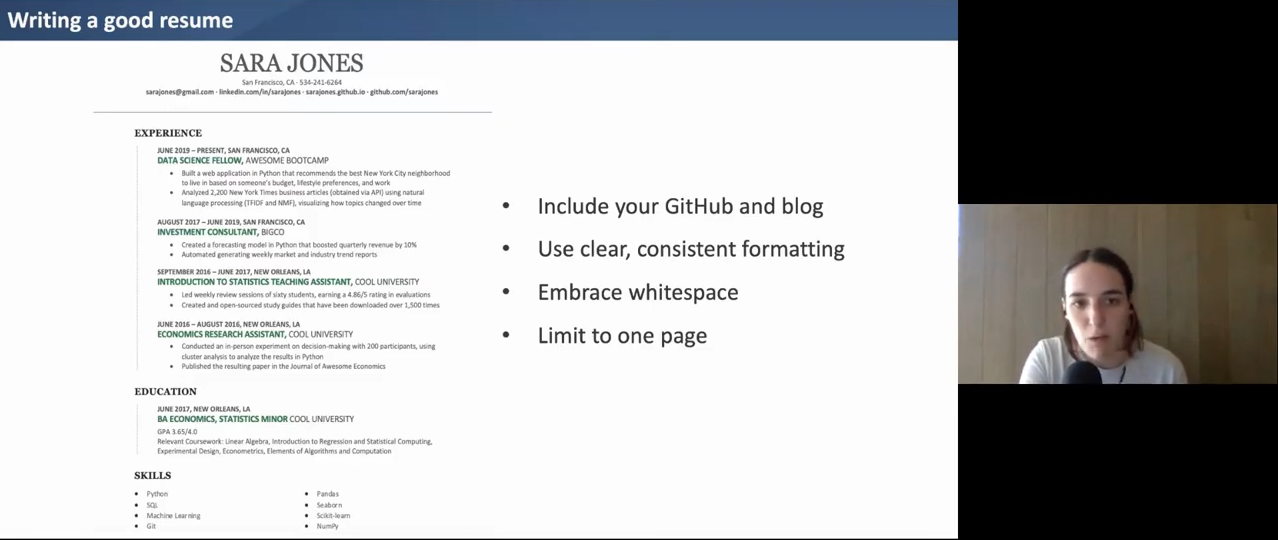 Writing a good resume
SARA JONES
San Francisco, CA · 534-241-6264
sarajones@gmail.com · linkedin.com/in/sarajones · sarajones.github.io · github.com/sarajones
EXPERIENCE
JUNE 2019 – PRESENT, SAN FRANCISCO, CA
DATA SCIENCE FELLOW, AWESOME BOOTCAMP
• Built a web application in Python that recommends the best New York City neighborhood
to live in based on someone's budget, lifestyle preferences, and work
• Analyzed 2,200 New York Times business articles (obtained via API) using natural
language processing (TFIDF and NMF), visualizing how topics changed over time
AUGUST 2017 – JUNE 2019, SAN FRANCISCO, CA
INVESTMENT CONSULTANT, BIGCO
• Created a forecasting model in Python that boosted quarterly revenue by 10%
• Automated generating weekly market and industry trend reports
SEPTEMBER 2016 – JUNE 2017, NEW ORLEANS, LA
INTRODUCTION TO STATISTICS TEACHING ASSISTANT, COOL UNIVERSITY
• Led weekly review sessions of sixty students, earning a 4.86/5 rating in evaluations
• Created and open-sourced study guides that have been downloaded over 1,500 times
JUNE 2016 – AUGUST 2016, NEW ORLEANS, LA
ECONOMICS RESEARCH ASSISTANT, COOL UNIVERSITY
• Conducted an in-person experiment on decision-making with 200 participants, using
cluster analysis to analyze the results in Python
• Published the resulting paper in the Journal of Awesome Economics
EDUCATION
JUNE 2017, NEW ORLEANS, LA
BA ECONOMICS, STATISTICS MINOR COOL UNIVERSITY
GPA 3.65/4.0
Relevant Coursework: Linear Algebra, Introduction to Regression and Statistical Computing,
Experimental Design, Econometrics, Elements of Algorithms and Computation
SKILLS
• Python
• SQL
• Machine Learning
• Git
• Pandas
• Seaborn
• Scikit-learn
• NumPy
• Include your GitHub and blog
• Use clear, consistent formatting
• Embrace whitespace
• Limit to one page